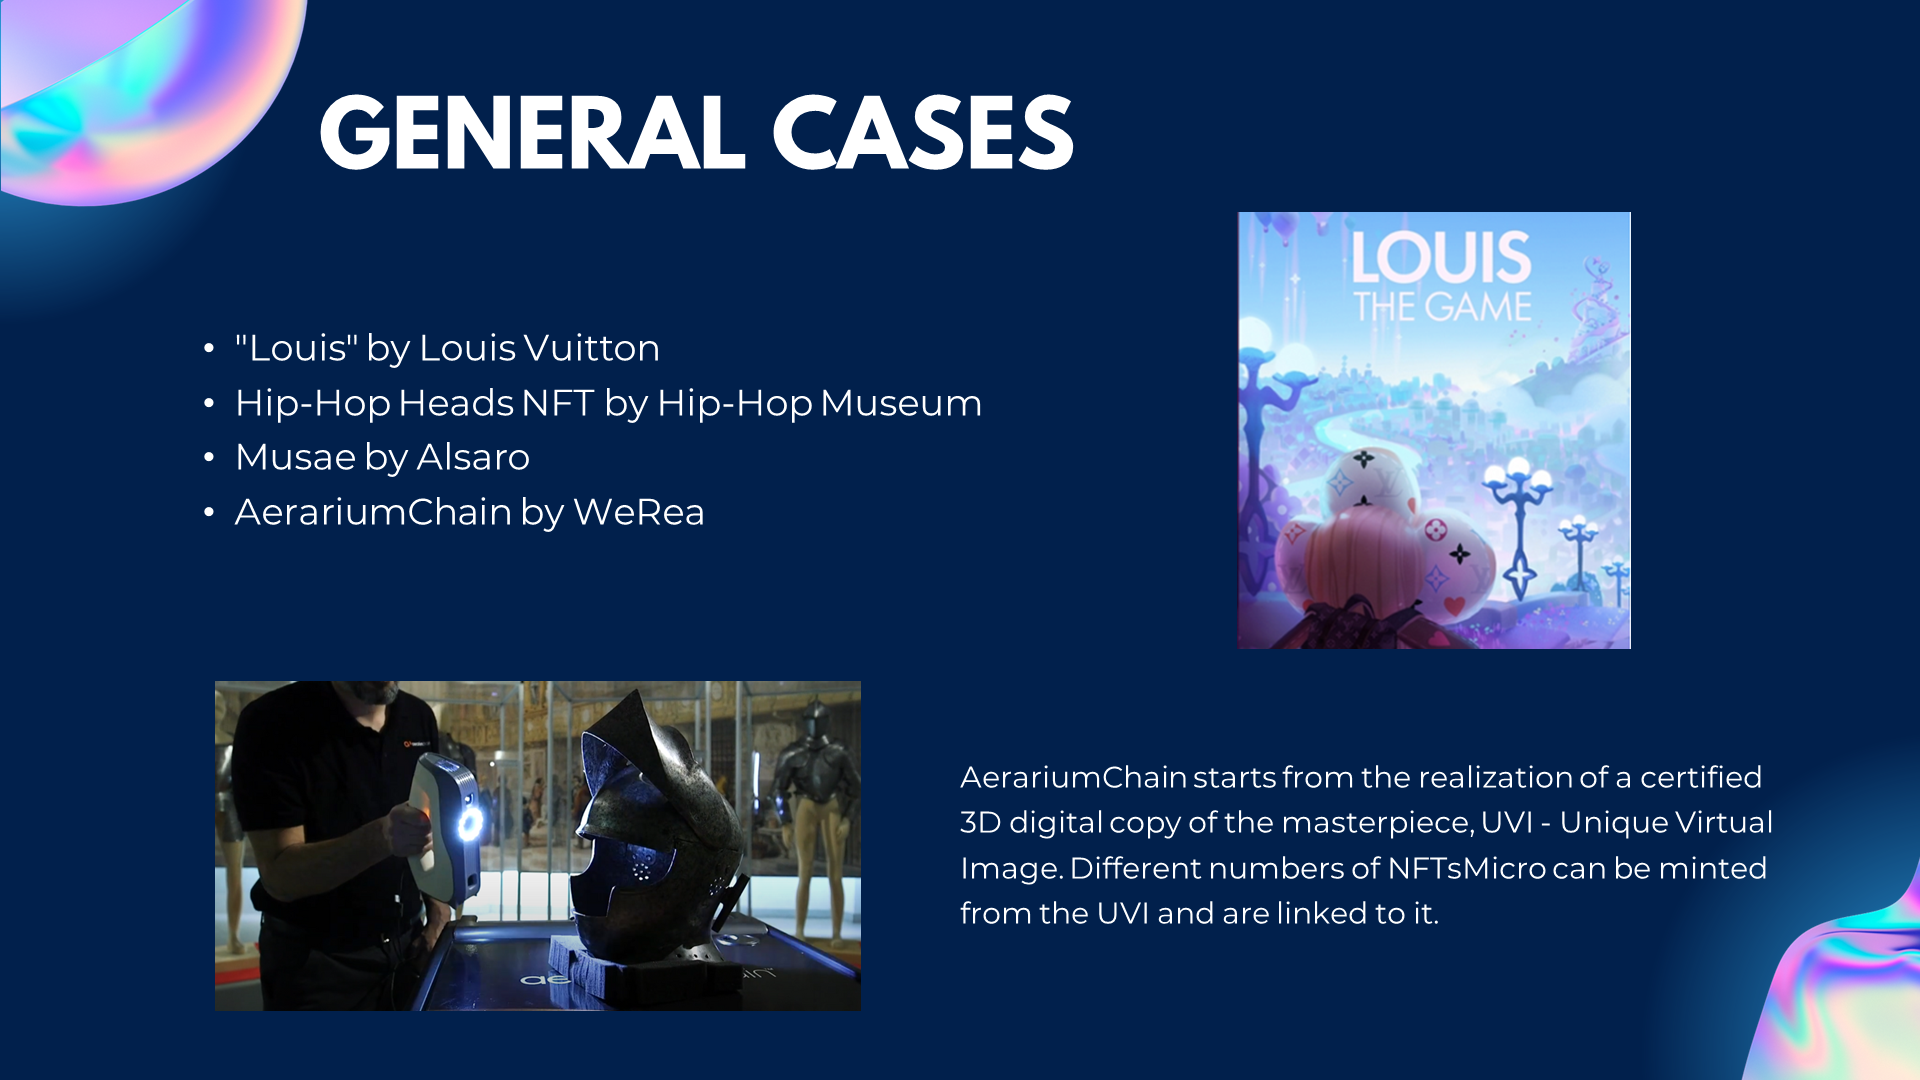 GENERAL CASES
LOUIS
THE GAME
• "Louis" by Louis Vuitton
• Hip-Hop Heads NFT by Hip-Hop Museum
• Musae by Alsaro
• AerariumChain by WeRea
AerariumChain starts from the realization of a certified
3D digital copy of the masterpiece, UVI - Unique Virtual
Image. Different numbers of NFTsMicro can be minted
from the UVI and are linked to it.